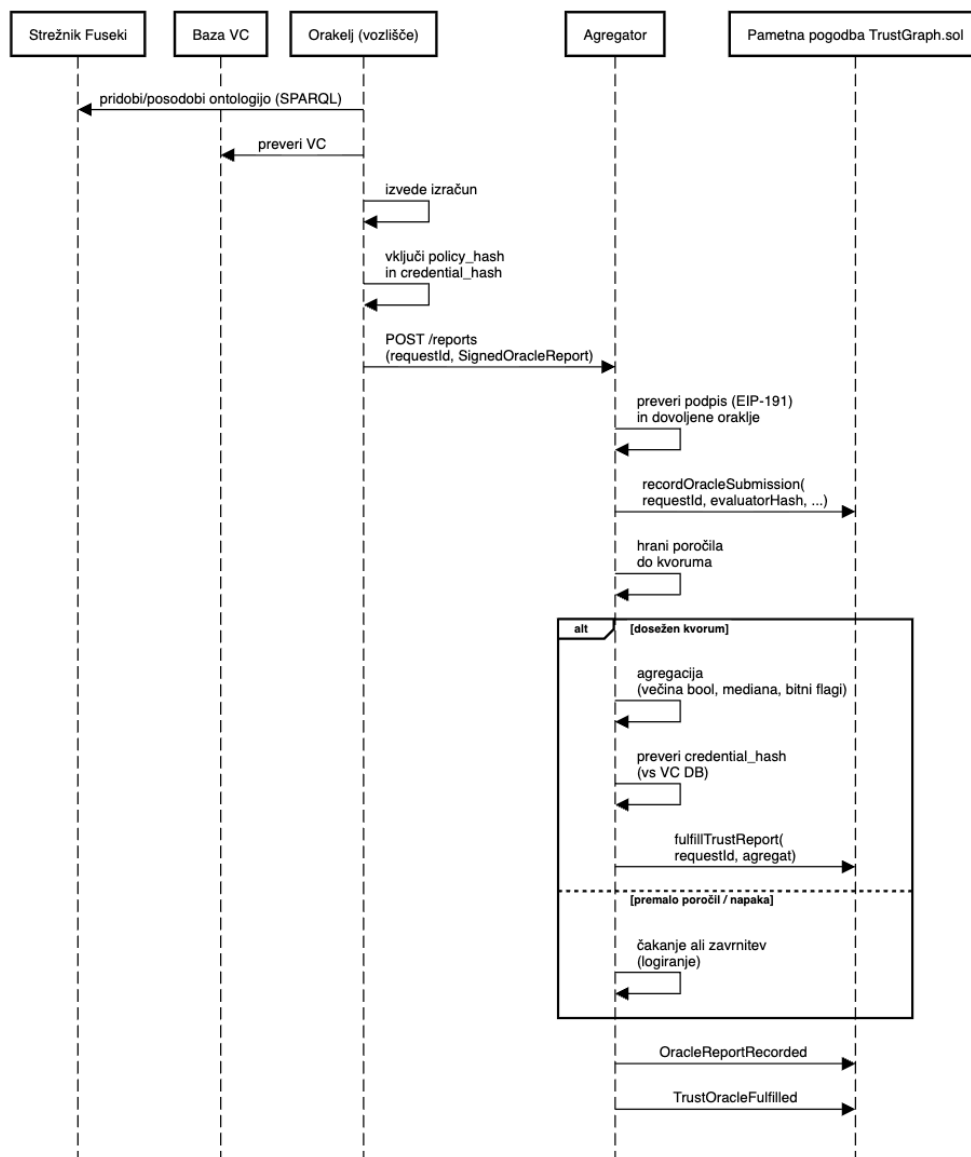 Strežnik Fuseki
Baza VC
Orakelj (vozlišče)
Agregator
Pametna pogodba TrustGraph.sol
pridobi/posodobi ontologijo (SPARQL)
preveri VC
izvede izračun
vključi policy_hash
in credential_hash
POST /reports
(requestId, SignedOracleReport)
preveri podpis (EIP-191)
in dovoljene oraklje
recordOracleSubmission(
requestId, evaluatorHash, ...)
hrani poročila
do kvoruma
alt
[dosežen kvorum]
agregacija
(večina bool, mediana, bitni flagi)
preveri credential_hash
(vs VC DB)
fulfillTrustReport(
requestId, agregat)
[premalo poročil / napaka]
čakanje ali zavrnitev
(logiranje)
OracleReportRecorded
TrustOracleFulfilled